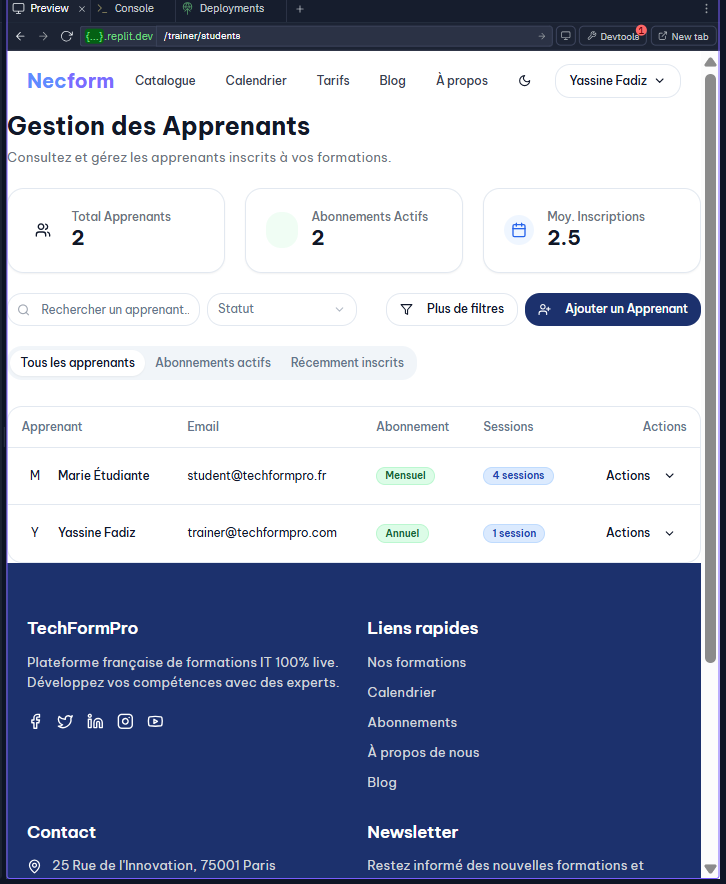 Preview
Console
Deployments
{...}.replit.dev /trainer/students
Devtools 1
New tab
Necform
Catalogue
Calendrier
Tarifs
Blog
À propos
Yassine Fadiz
Gestion des Apprenants
Consultez et gérez les apprenants inscrits à vos formations.
Total Apprenants
2
Abonnements Actifs
2
Moy. Inscriptions
2.5
Rechercher un apprenant..
Statut
Plus de filtres
Ajouter un Apprenant
Tous les apprenants
Abonnements actifs
Récemment inscrits
Apprenant Email Abonnement Sessions Actions
M Marie Étudiante student@techformpro.fr Mensuel 4 sessions Actions
Y Yassine Fadiz trainer@techformpro.com Annuel 1 session Actions
TechFormPro
Plateforme française de formations IT 100% live.
Développez vos compétences avec des experts.
Liens rapides
Nos formations
Calendrier
Abonnements
À propos de nous
Blog
Contact
25 Rue de l'Innovation, 75001 Paris
Newsletter
Restez informé des nouvelles formations et